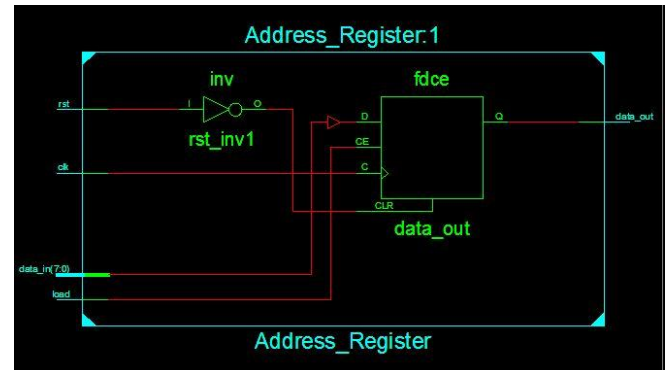 Address_Register:1
inv
fdce
rst
I
O
D
Q
data_out
rst_inv1
CE
clk
C
CLR
data_out
data_in(7:0)
load
Address_Register